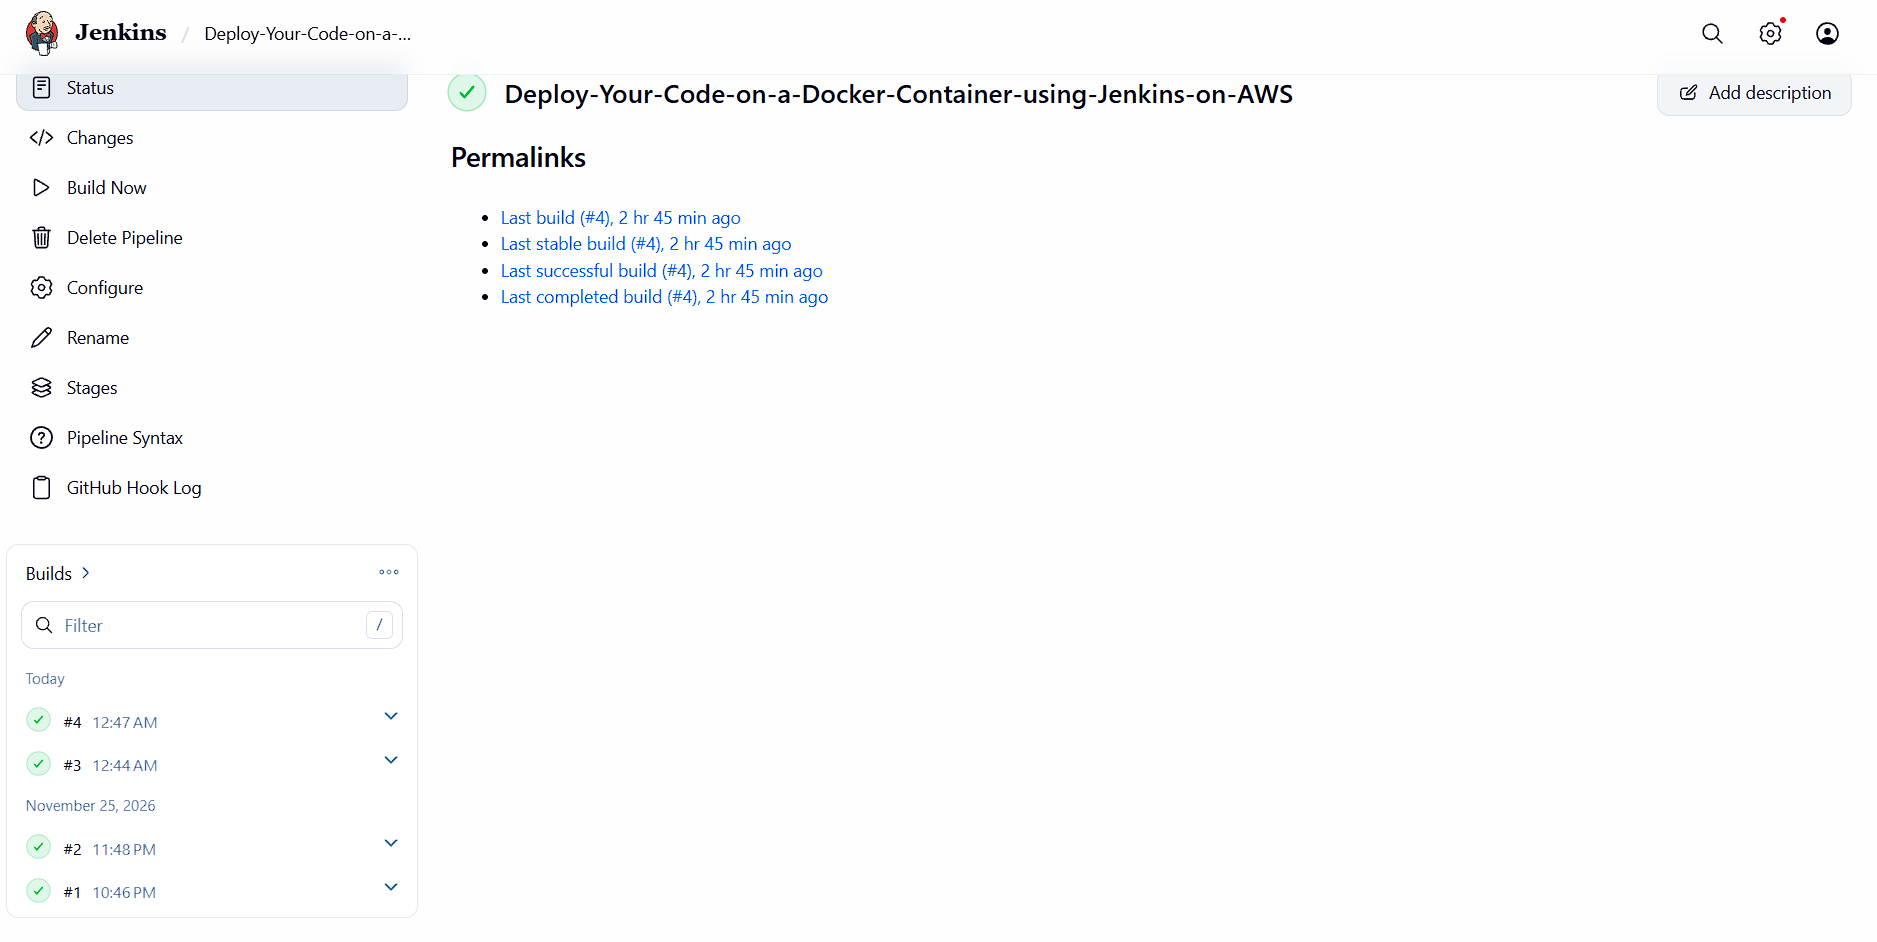 Jenkins / Deploy-Your-Code-on-a-...
Status
Changes
Build Now
Delete Pipeline
Configure
Rename
Stages
Pipeline Syntax
GitHub Hook Log
Builds
Filter /
Today
#4 12:47 AM
#3 12:44 AM
November 25, 2026
#2 11:48 PM
#1 10:46 PM
Deploy-Your-Code-on-a-Docker-Container-using-Jenkins-on-AWS
Add description
Permalinks
Last build (#4), 2 hr 45 min ago
Last stable build (#4), 2 hr 45 min ago
Last successful build (#4), 2 hr 45 min ago
Last completed build (#4), 2 hr 45 min ago